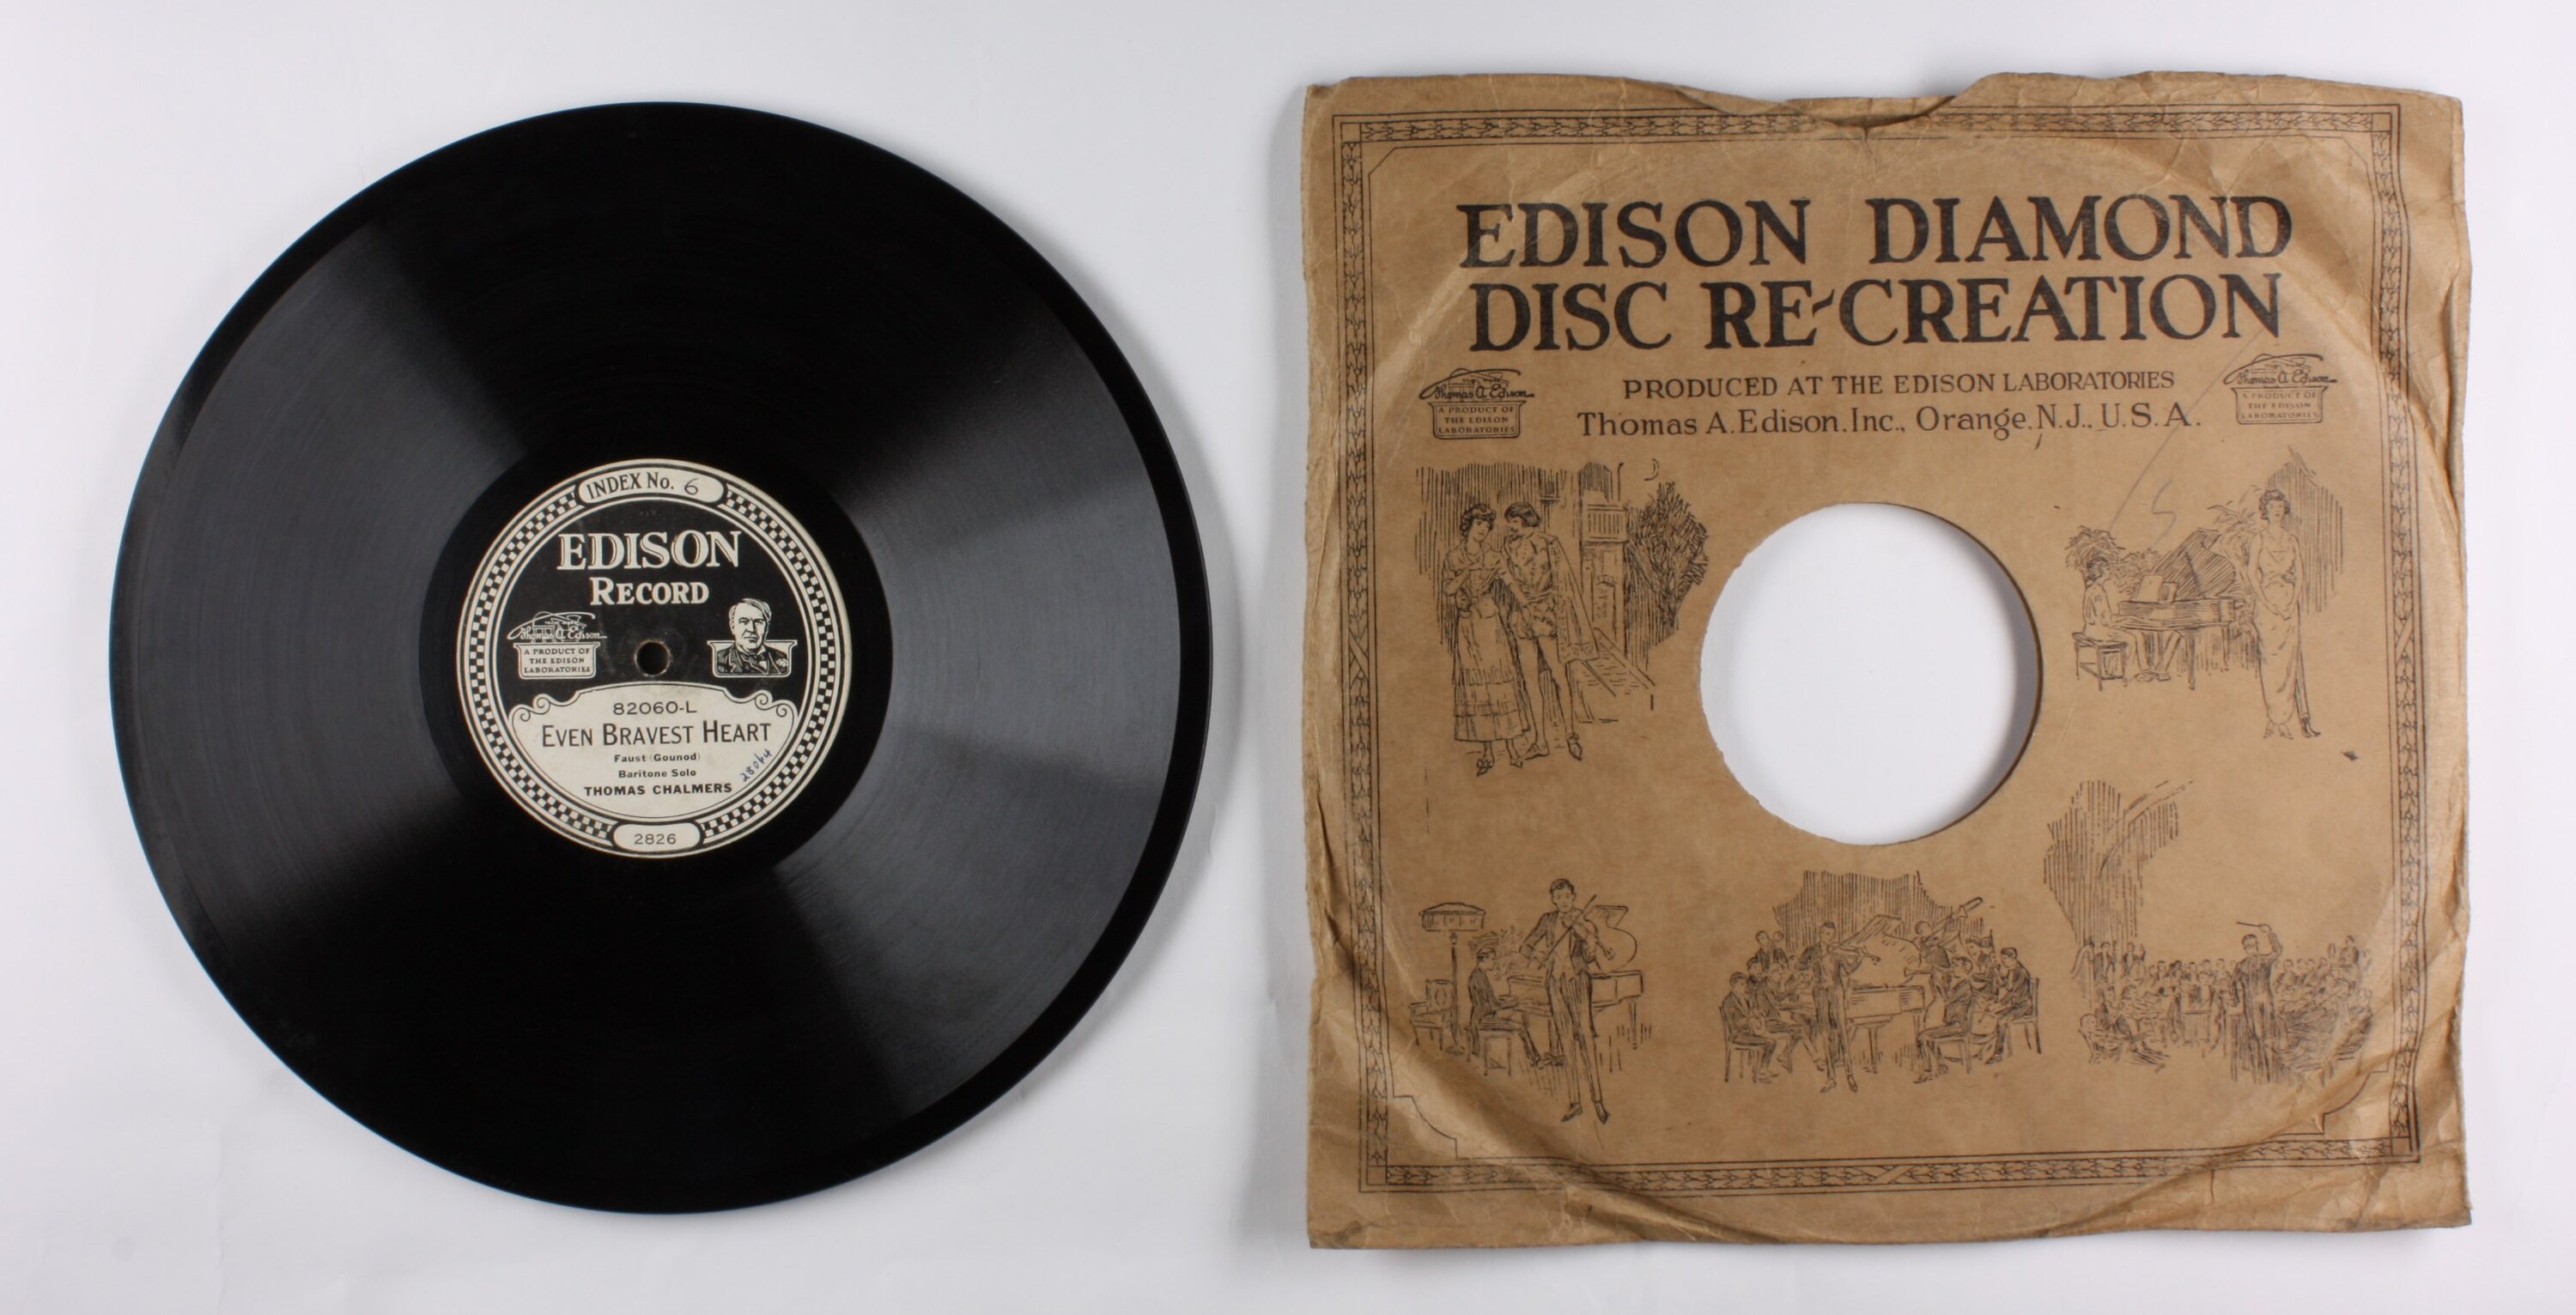 INDEX No. 6
EDISON
RECORD
Thomas A. Edison
A PRODUCT OF
THE EDISON
LABORATORIES
82060-L
EVEN BRAVEST HEART
Faust (Gounod)
Baritone Solo
THOMAS CHALMERS
28064
2826
EDISON DIAMOND
DISC RE-CREATION
PRODUCED AT THE EDISON LABORATORIES
Thomas A. Edison. Inc., Orange, N.J., U.S.A.
Thomas A. Edison
A PRODUCT OF
THE EDISON
LABORATORIES
Thomas A. Edison
A PRODUCT OF
THE EDISON
LABORATORIES